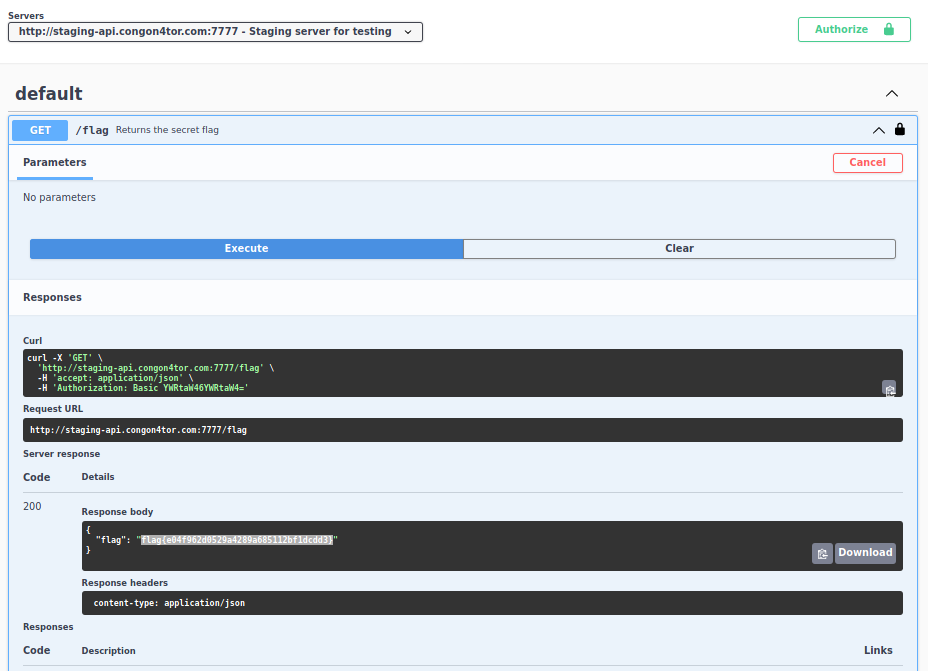 Servers
http://staging-api.congon4tor.com:7777 - Staging server for testing
Authorize
default
GET /flag Returns the secret flag
Parameters
Cancel
No parameters
Execute
Clear
Responses
Curl
curl -X 'GET' \
'http://staging-api.congon4tor.com:7777/flag' \
-H 'accept: application/json' \
-H 'Authorization: Basic YWRtaW46YWRtaW4='
Request URL
http://staging-api.congon4tor.com:7777/flag
Server response
Code Details
200
Response body
{
"flag": "flag{e04f962d0529a4289a685112bf1dcdd3}"
}
Download
Response headers
content-type: application/json
Responses
Code Description Links